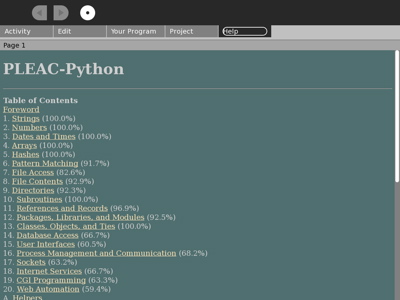 Activity Edit Your Program Project Help
Page 1
PLEAC-Python
Table of Contents
Foreword
1. Strings (100.0%)
2. Numbers (100.0%)
3. Dates and Times (100.0%)
4. Arrays (100.0%)
5. Hashes (100.0%)
6. Pattern Matching (91.7%)
7. File Access (82.6%)
8. File Contents (92.9%)
9. Directories (92.3%)
10. Subroutines (100.0%)
11. References and Records (96.9%)
12. Packages, Libraries, and Modules (92.5%)
13. Classes, Objects, and Ties (100.0%)
14. Database Access (66.7%)
15. User Interfaces (60.5%)
16. Process Management and Communication (68.2%)
17. Sockets (63.2%)
18. Internet Services (66.7%)
19. CGI Programming (63.3%)
20. Web Automation (59.4%)
A. Helpers